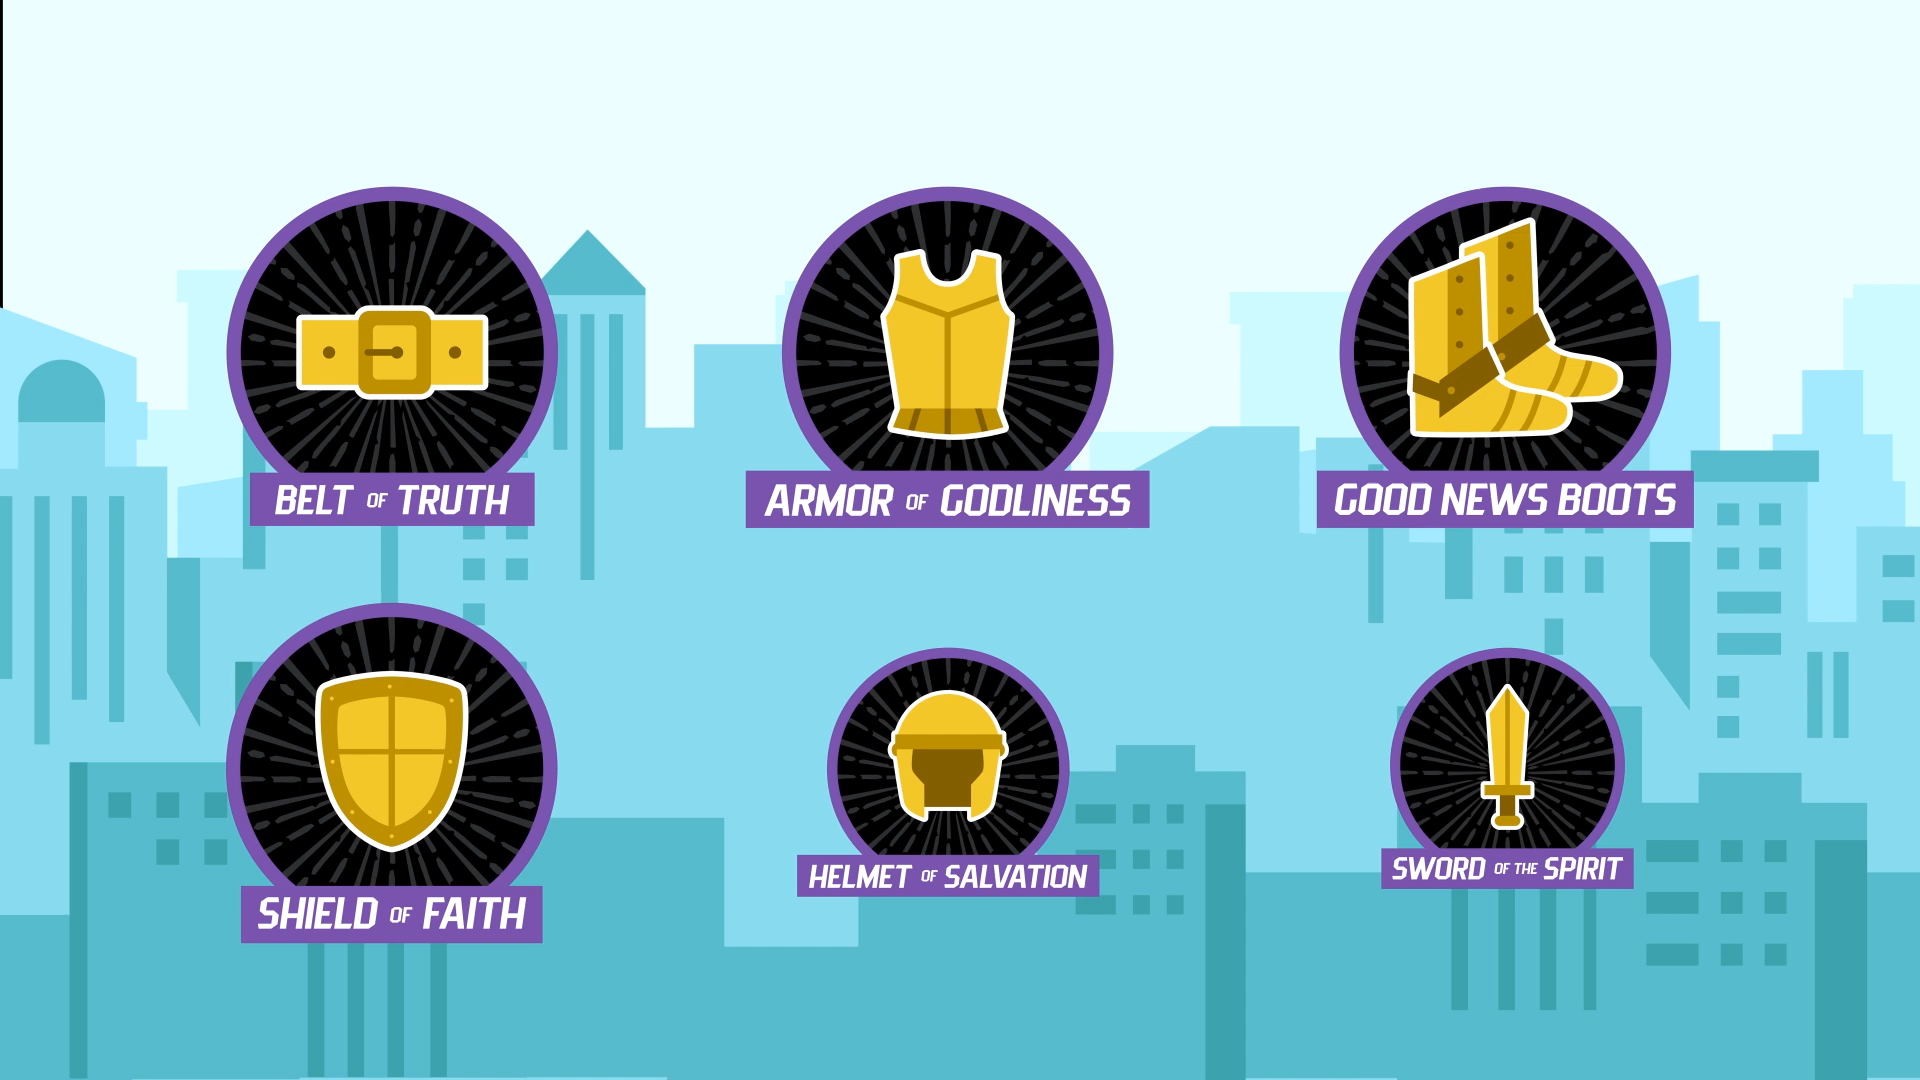 BELT OF TRUTH
ARMOR OF GODLINESS
GOOD NEWS BOOTS
SHIELD OF FAITH
HELMET OF SALVATION
SWORD OF THE SPIRIT